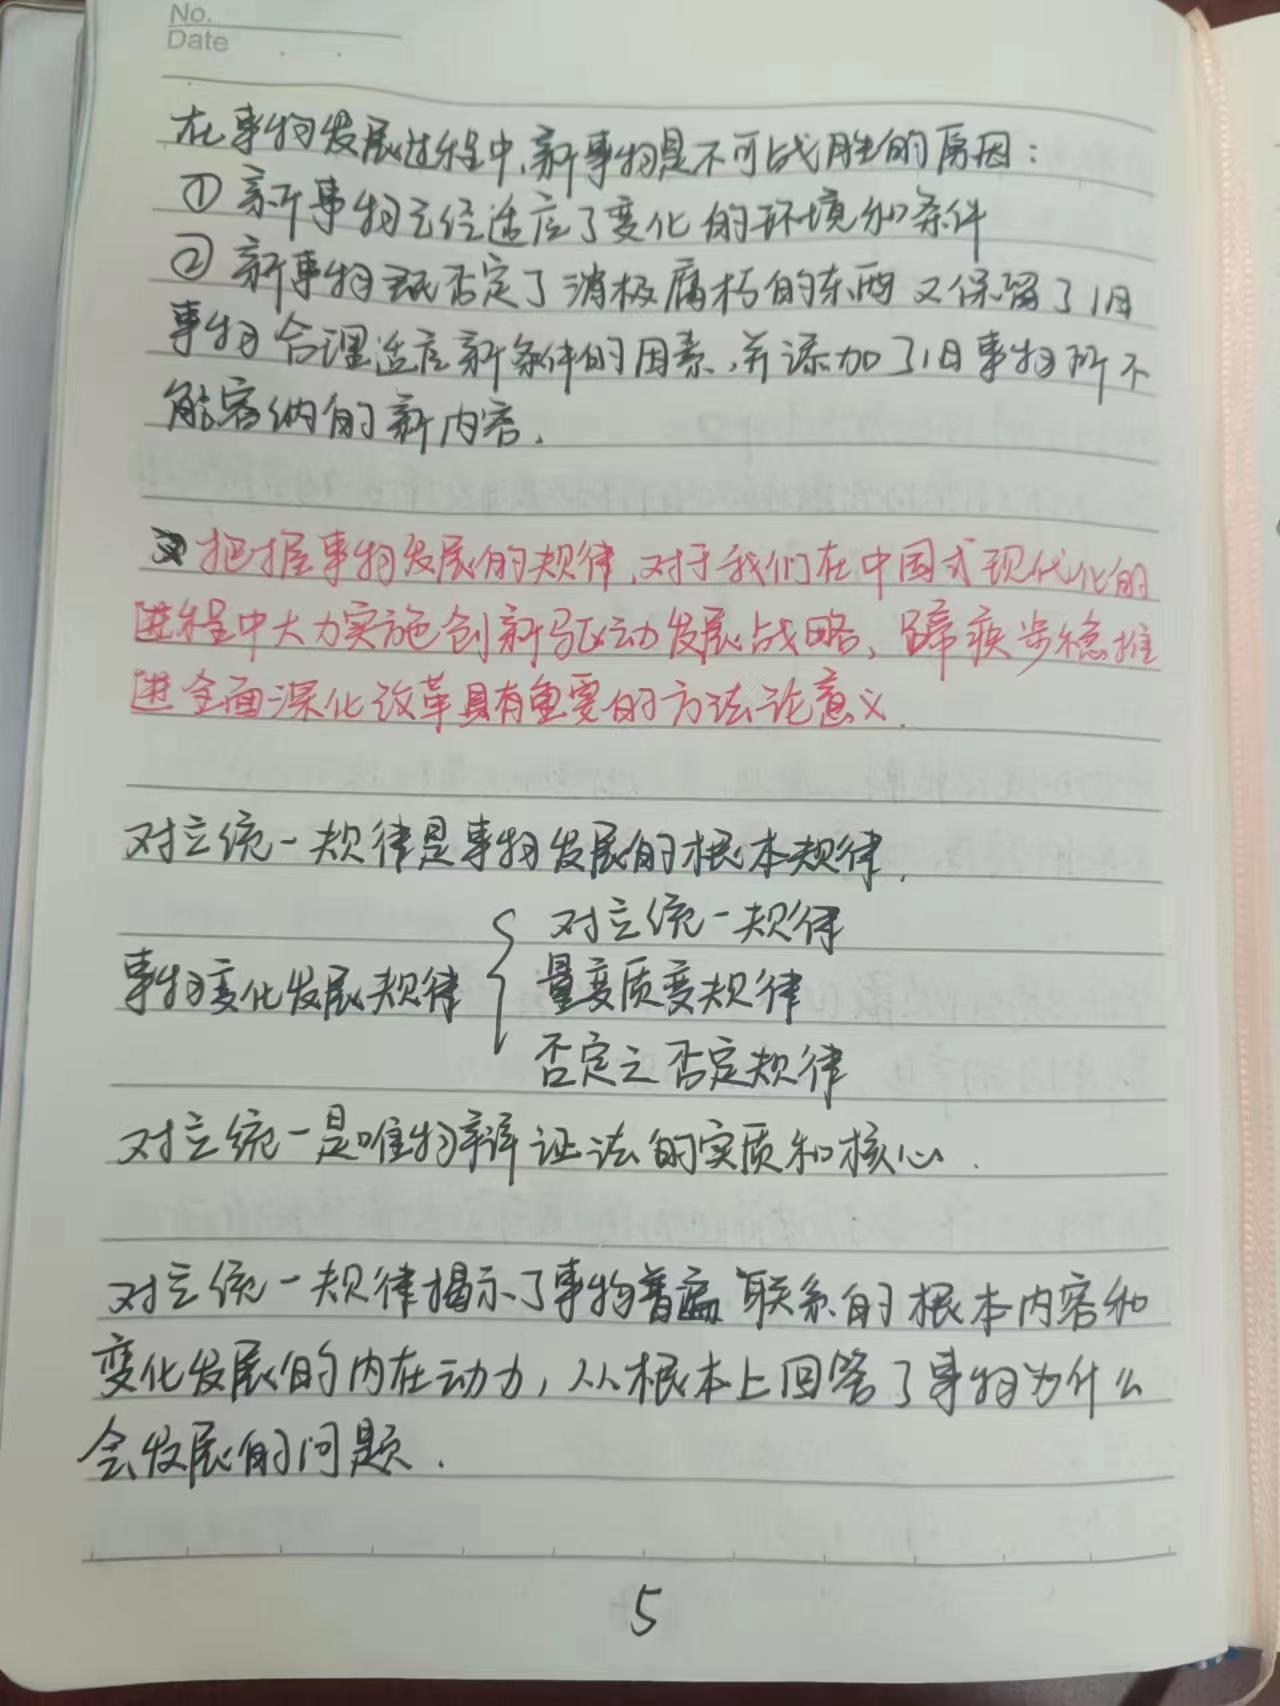 No.
Date
在事物发展过程中，新事物是不可战胜的原因：
① 新事物已经适应了变化的环境和条件
② 新事物既否定了消极腐朽的东西又保留了旧
事物合理适应新条件的因素，并添加了旧事物所不
能容纳的新内容．
把握事物发展的规律，对于我们在中国式现代化的
进程中大力实施创新驱动发展战略、蹄疾步稳推
进全面深化改革具有重要的方法论意义．
对立统一规律是事物发展的根本规律．
对立统一规律
事物变化发展规律 { 量变质变规律
否定之否定规律
对立统一是唯物辩证法的实质和核心．
对立统一规律揭示了事物普遍联系的根本内容和
变化发展的内在动力，从根本上回答了事物为什么
会发展的问题．
5